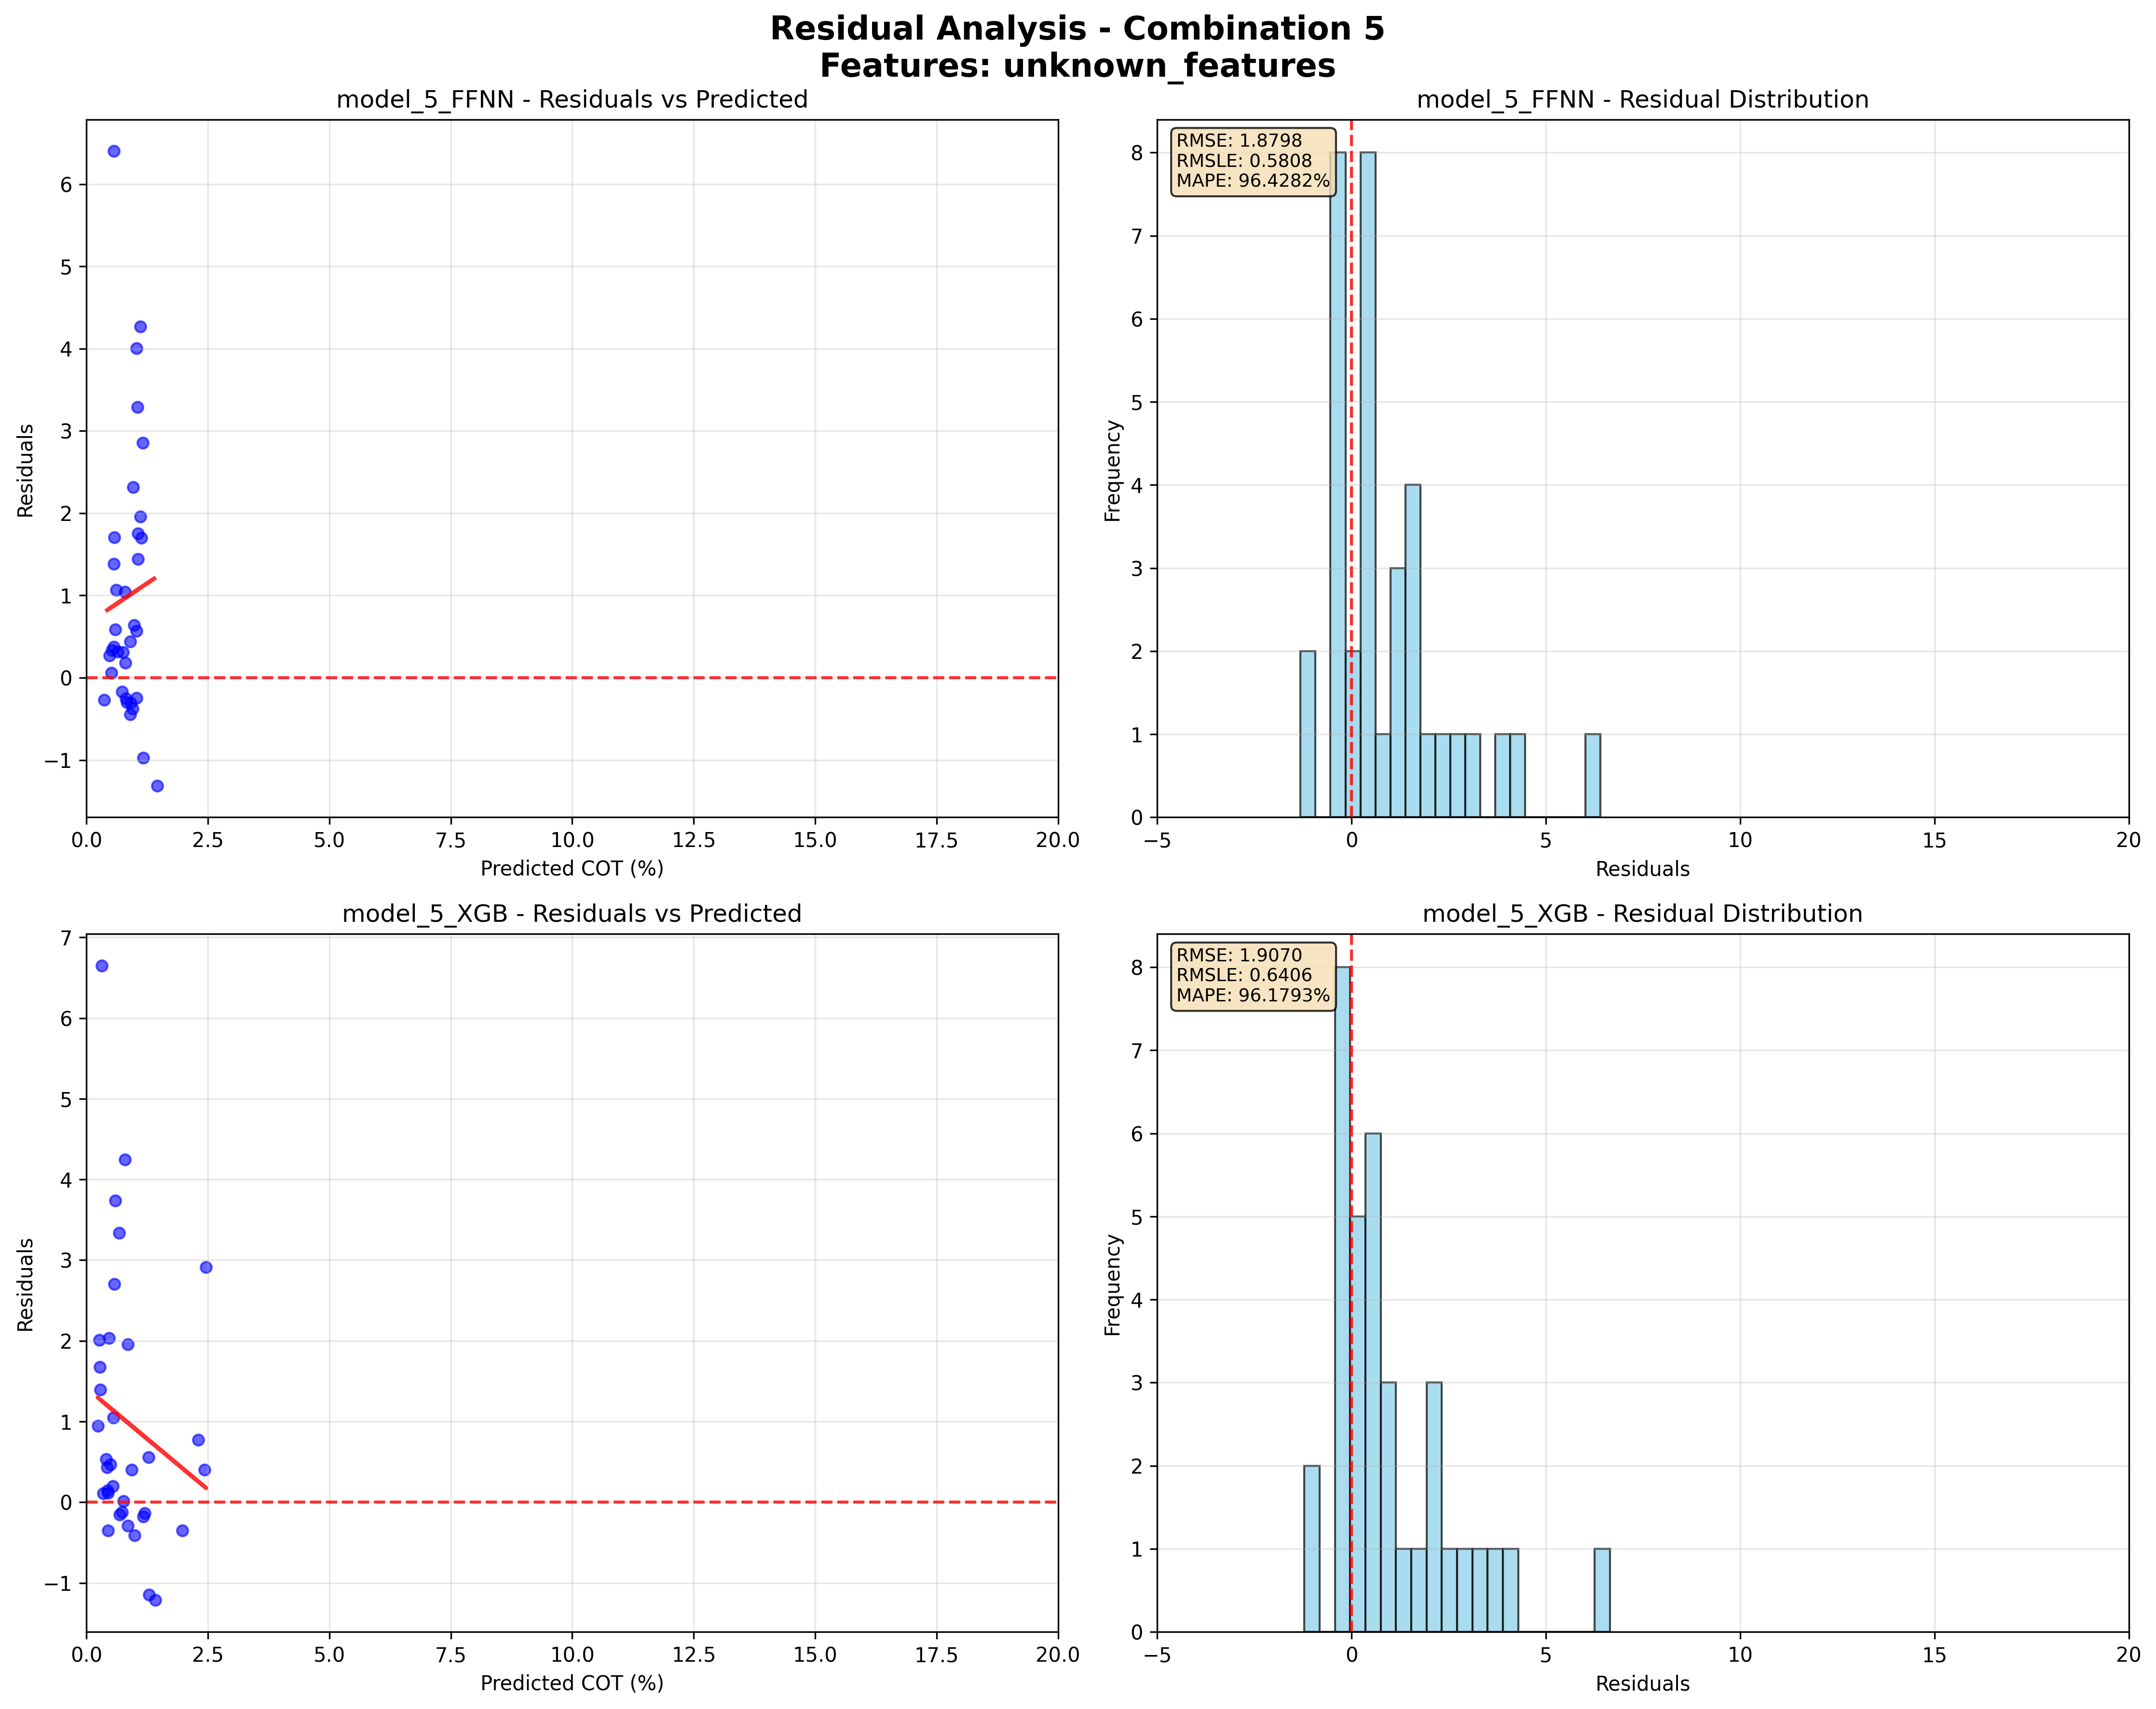 Residual Analysis - Combination 5
Features: unknown_features
model_5_FFNN - Residuals vs Predicted
Residuals
6
5
4
3
2
1
0
−1
0.0 2.5 5.0 7.5 10.0 12.5 15.0 17.5 20.0
Predicted COT (%)
model_5_FFNN - Residual Distribution
RMSE: 1.8798
RMSLE: 0.5808
MAPE: 96.4282%
Frequency
8
7
6
5
4
3
2
1
0
−5 0 5 10 15 20
Residuals
model_5_XGB - Residuals vs Predicted
Residuals
7
6
5
4
3
2
1
0
−1
0.0 2.5 5.0 7.5 10.0 12.5 15.0 17.5 20.0
Predicted COT (%)
model_5_XGB - Residual Distribution
RMSE: 1.9070
RMSLE: 0.6406
MAPE: 96.1793%
Frequency
8
7
6
5
4
3
2
1
0
−5 0 5 10 15 20
Residuals